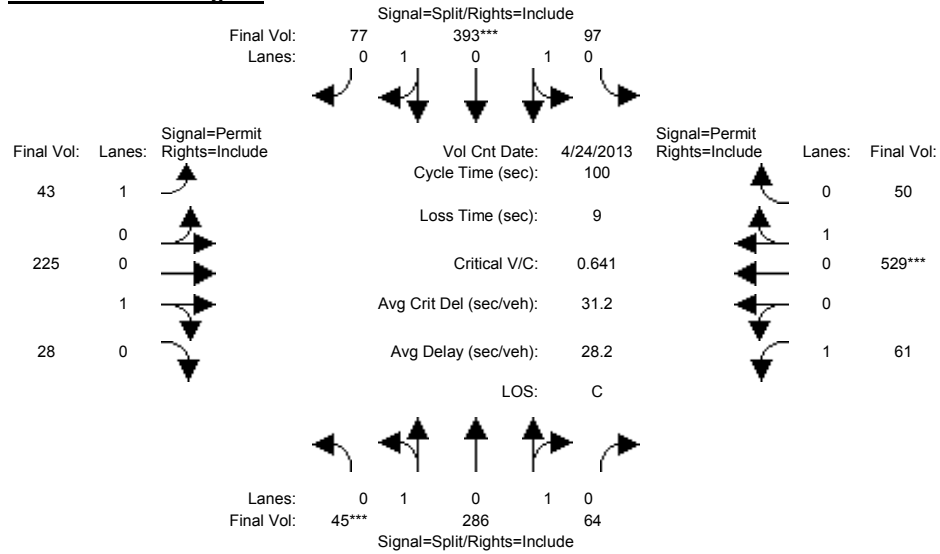 Signal=Split/Rights=Include
Final Vol: 77 393*** 97
Lanes: 0 1 0 1 0
Signal=Permit Signal=Permit
Final Vol: Lanes: Rights=Include Vol Cnt Date: 4/24/2013 Rights=Include Lanes: Final Vol:
Cycle Time (sec): 100
43 1 0 50
Loss Time (sec): 9
0 1
225 0 Critical V/C: 0.641 0 529***
1 Avg Crit Del (sec/veh): 31.2 0
28 0 Avg Delay (sec/veh): 28.2 1 61
LOS: C
Lanes: 0 1 0 1 0
Final Vol: 45*** 286 64
Signal=Split/Rights=Include